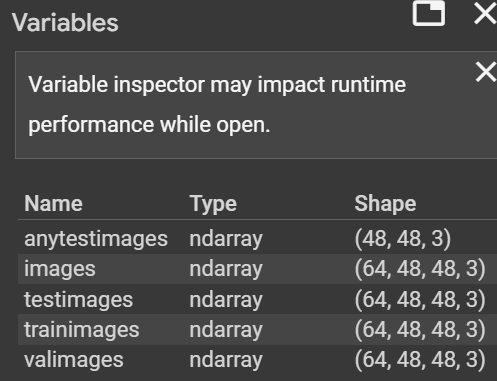 Variables
Variable inspector may impact runtime
performance while open.
Name Type Shape
anytestimages ndarray (48, 48, 3)
images ndarray (64, 48, 48, 3)
testimages ndarray (64, 48, 48, 3)
trainimages ndarray (64, 48, 48, 3)
valimages ndarray (64, 48, 48, 3)